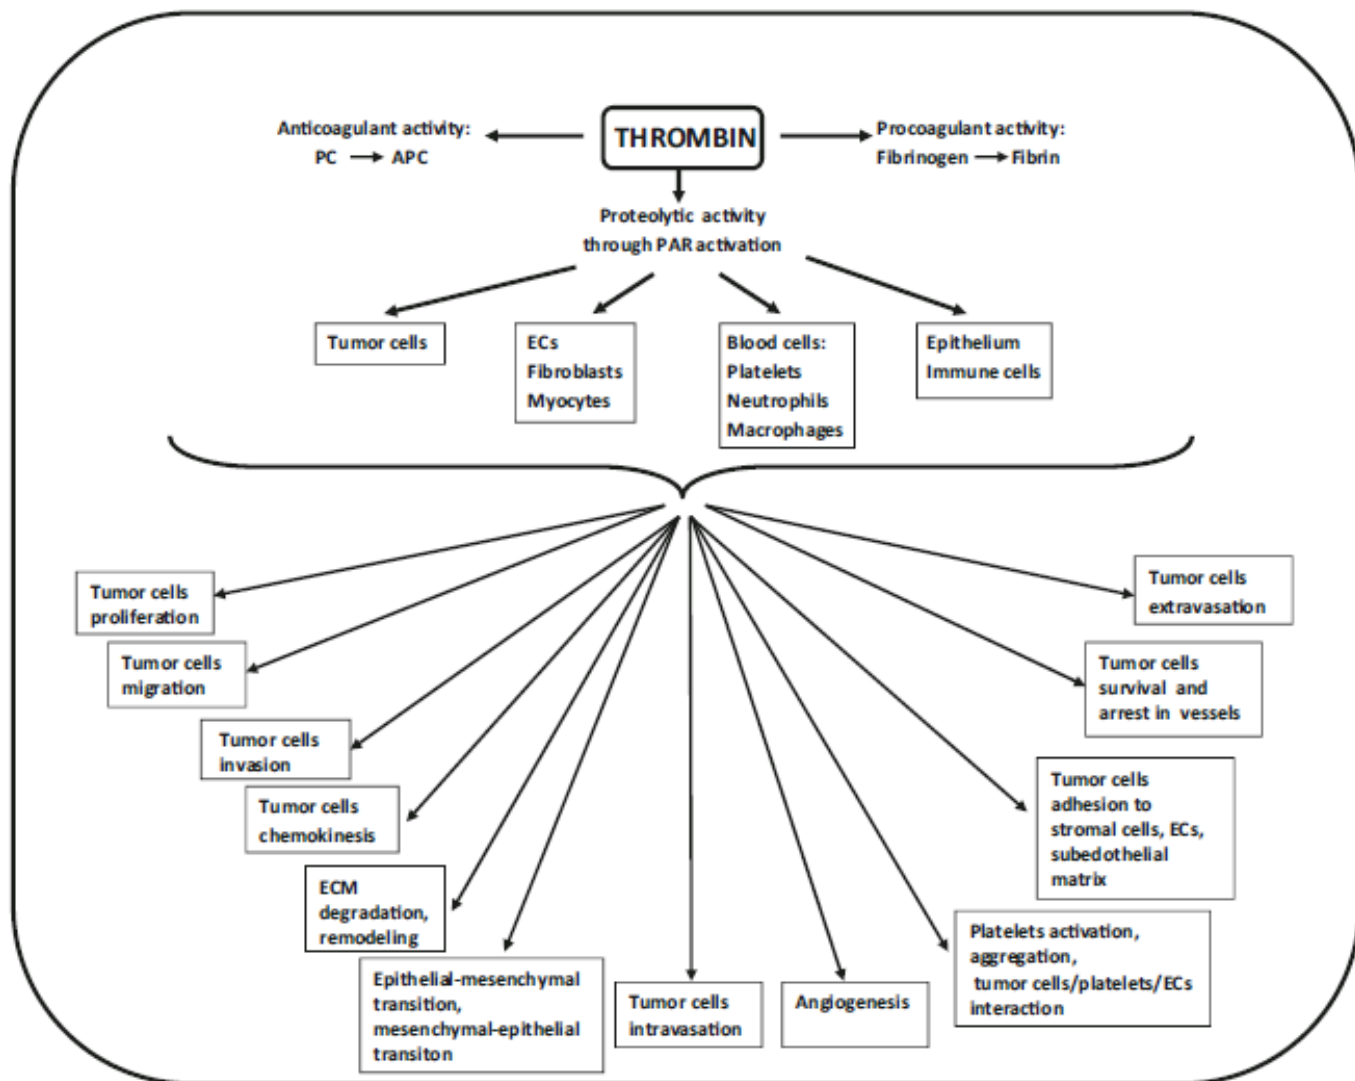 THROMBIN
Anticoagulant activity:
PC APC
Procoagulant activity:
Fibrinogen Fibrin
Proteolytic activity
through PAR activation
Tumor cells
ECs
Fibroblasts
Myocytes
Blood cells:
Platelets
Neutrophils
Macrophages
Epithelium
Immune cells
Tumor cells
proliferation
Tumor cells
migration
Tumor cells
invasion
Tumor cells
chemokinesis
ECM
degradation,
remodeling
Epithelial-mesenchymal
transition,
mesenchymal-epithelial
transiton
Tumor cells
intravasation
Angiogenesis
Platelets activation,
aggregation,
tumor cells/platelets/ECs
interaction
Tumor cells
adhesion to
stromal cells, ECs,
subedothelial
matrix
Tumor cells
survival and
arrest in vessels
Tumor cells
extravasation